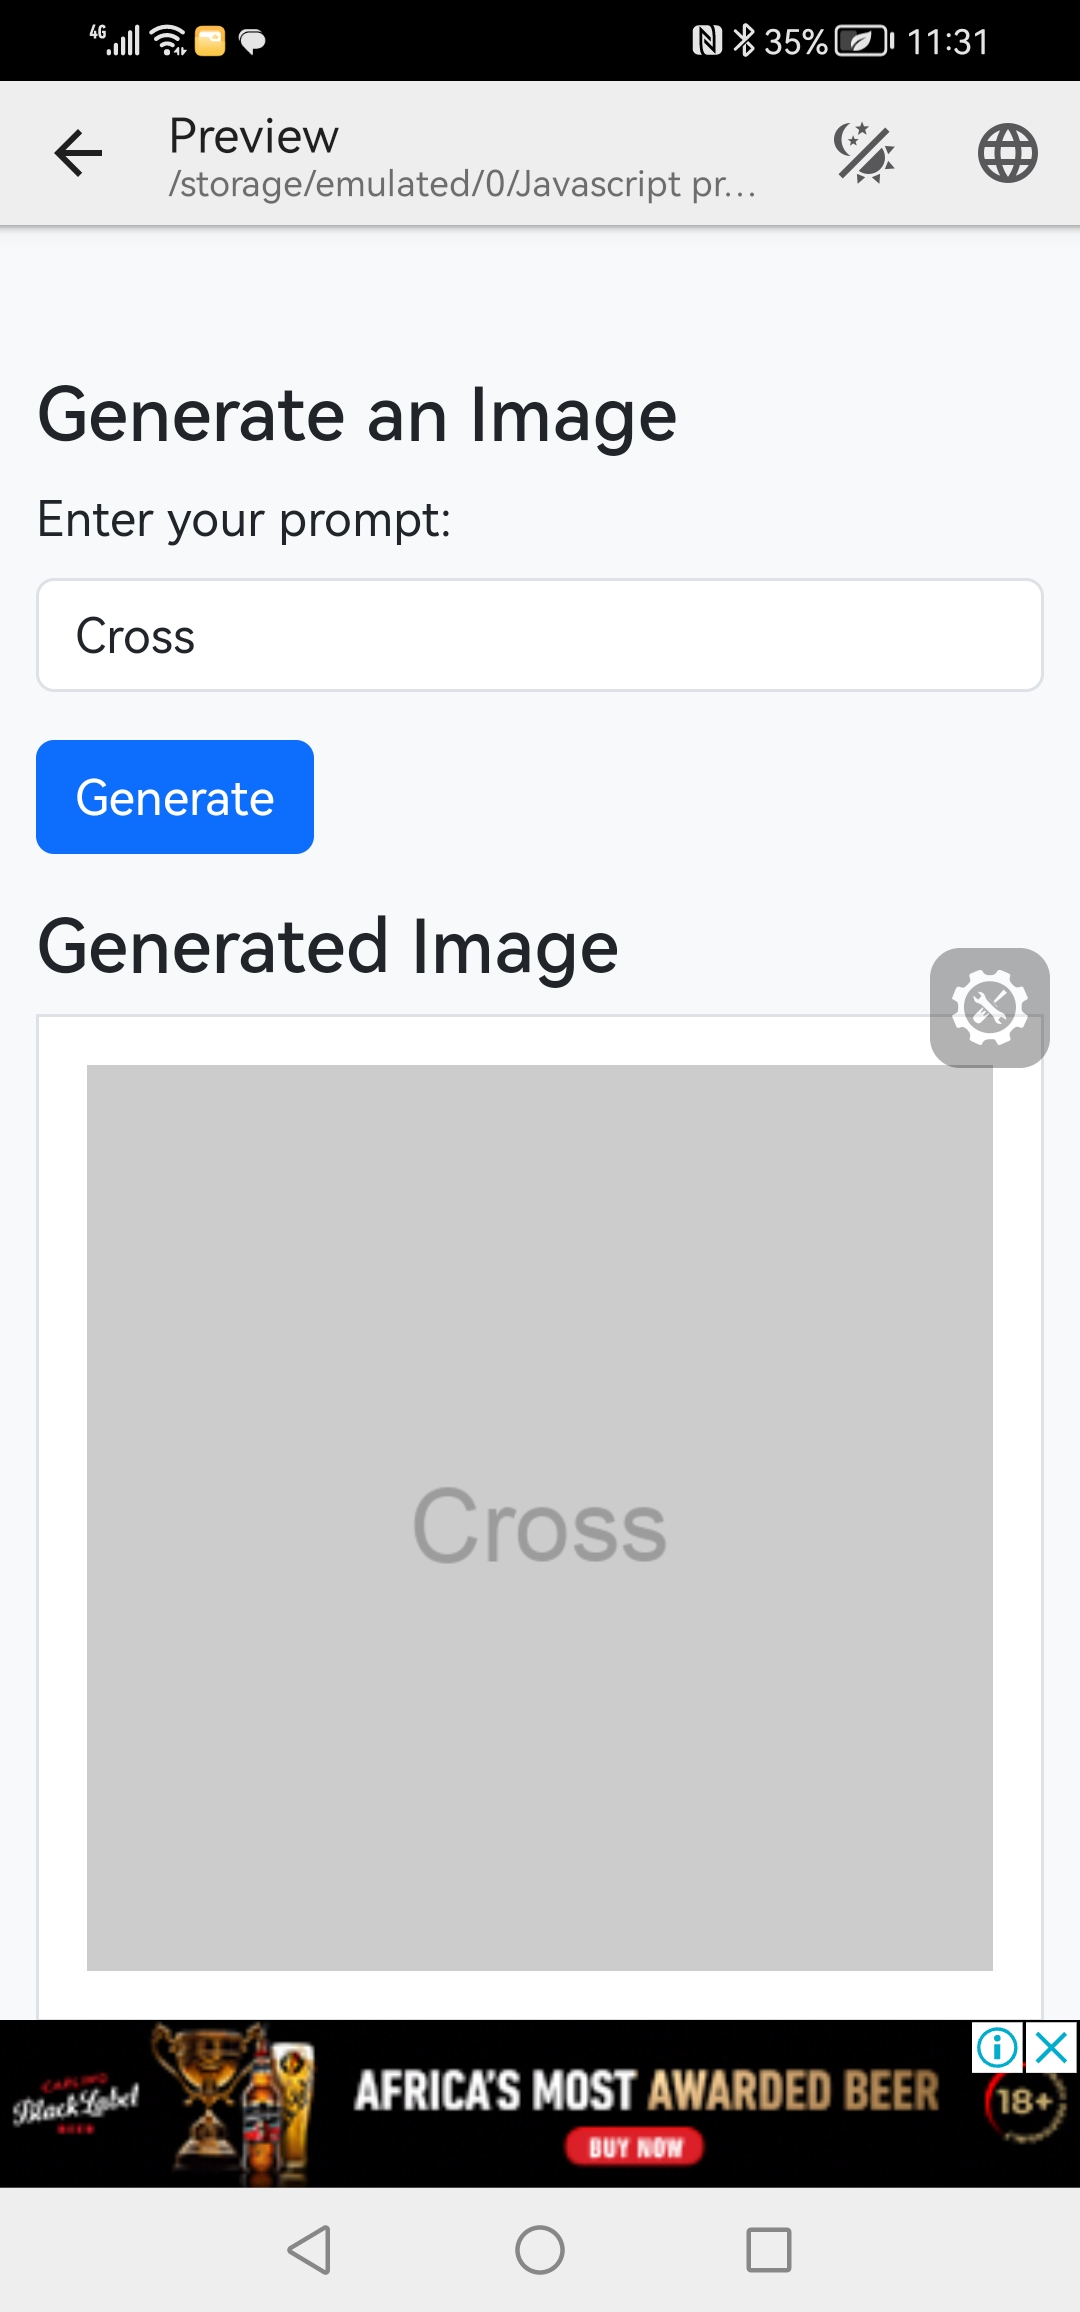 4G 35% 11:31
Preview
/storage/emulated/0/Javascript pr...
Generate an Image
Enter your prompt:
Cross
Generate
Generated Image
Cross
CARLING
Black Label
BEER
AFRICA'S MOST AWARDED BEER
BUY NOW
18+